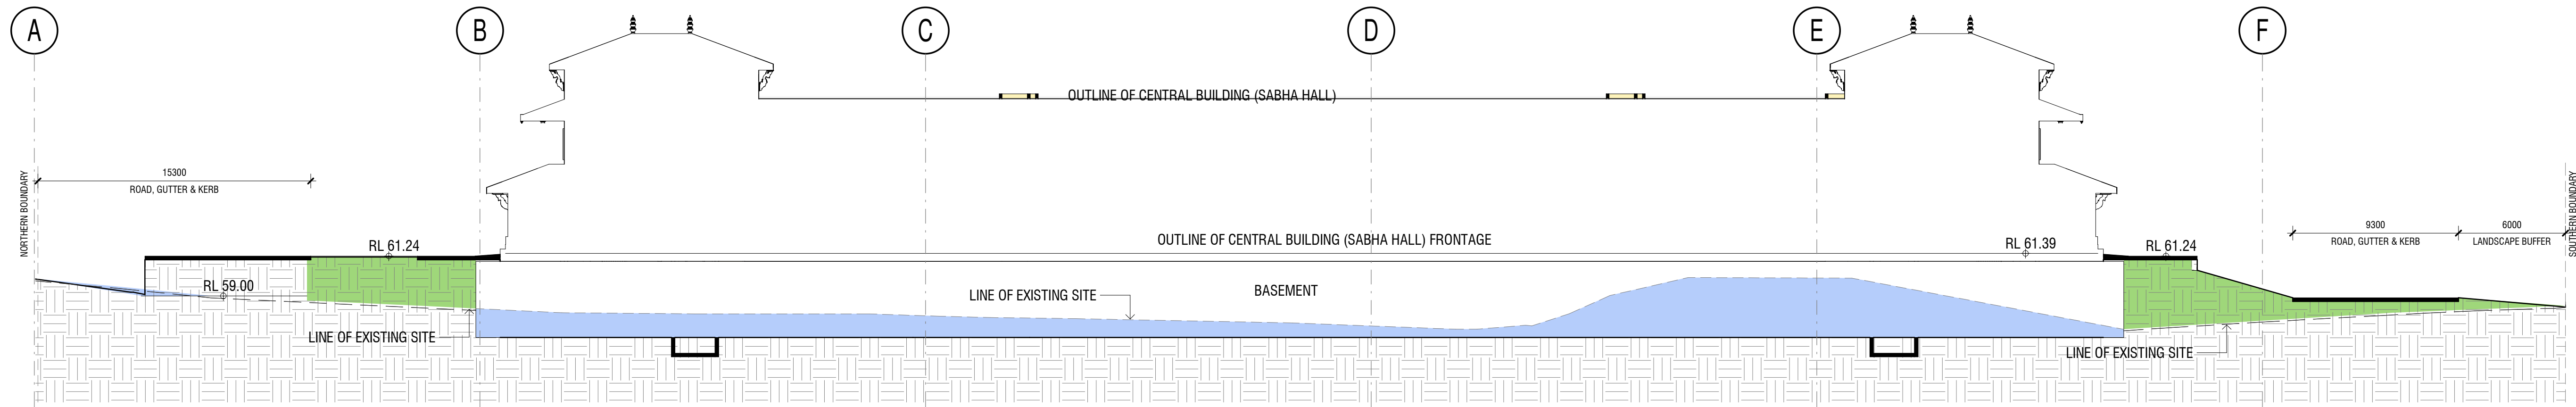 A
B
C
D
E
F
OUTLINE OF CENTRAL BUILDING (SABHA HALL)
NORTHERN BOUNDARY
15300
ROAD, GUTTER & KERB
RL 61.24
RL 59.00
LINE OF EXISTING SITE
OUTLINE OF CENTRAL BUILDING (SABHA HALL) FRONTAGE
LINE OF EXISTING SITE
BASEMENT
RL 61.39
RL 61.24
9300
ROAD, GUTTER & KERB
6000
LANDSCAPE BUFFER
SOUTHERN BOUNDARY
LINE OF EXISTING SITE